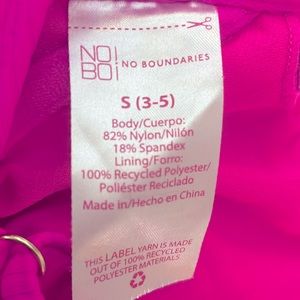 NO!
BO¡ NO BOUNDARIES
S (3-5)
Body/Cuerpo:
82% Nylon/Nilón
18% Spandex
Lining/Forro:
100% Recycled Polyester/
Poliéster Reciclado
Made in/Hecho en China
THIS LABEL YARN IS MADE
OUT OF 100% RECYCLED
POLYESTER MATERIALS